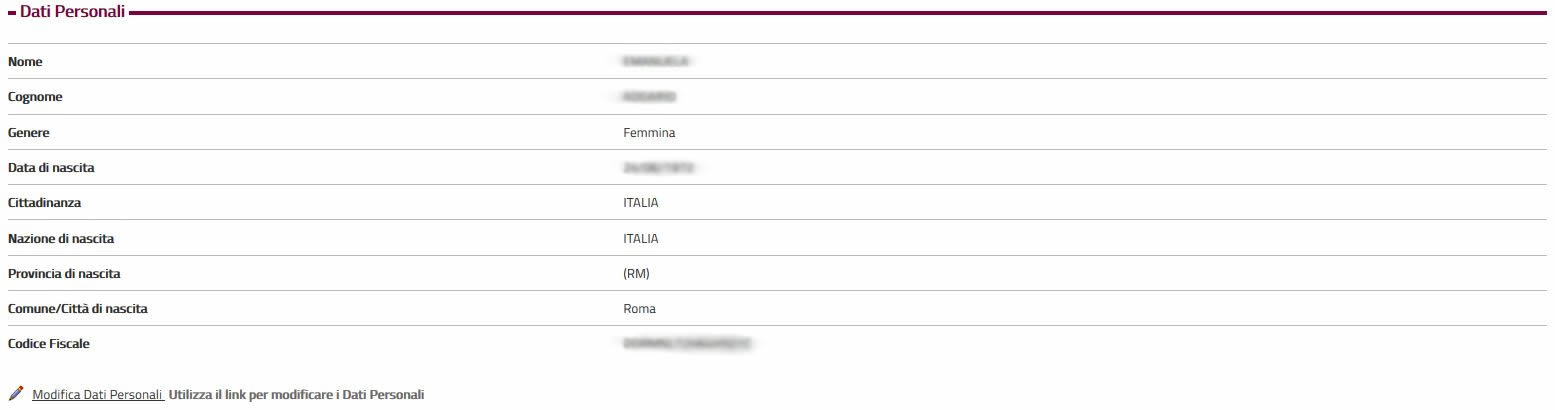 Dati Personali
Nome
Cognome
Genere Femmina
Data di nascita
Cittadinanza ITALIA
Nazione di nascita ITALIA
Provincia di nascita (RM)
Comune/Città di nascita Roma
Codice Fiscale
Modifica Dati Personali Utilizza il link per modificare i Dati Personali